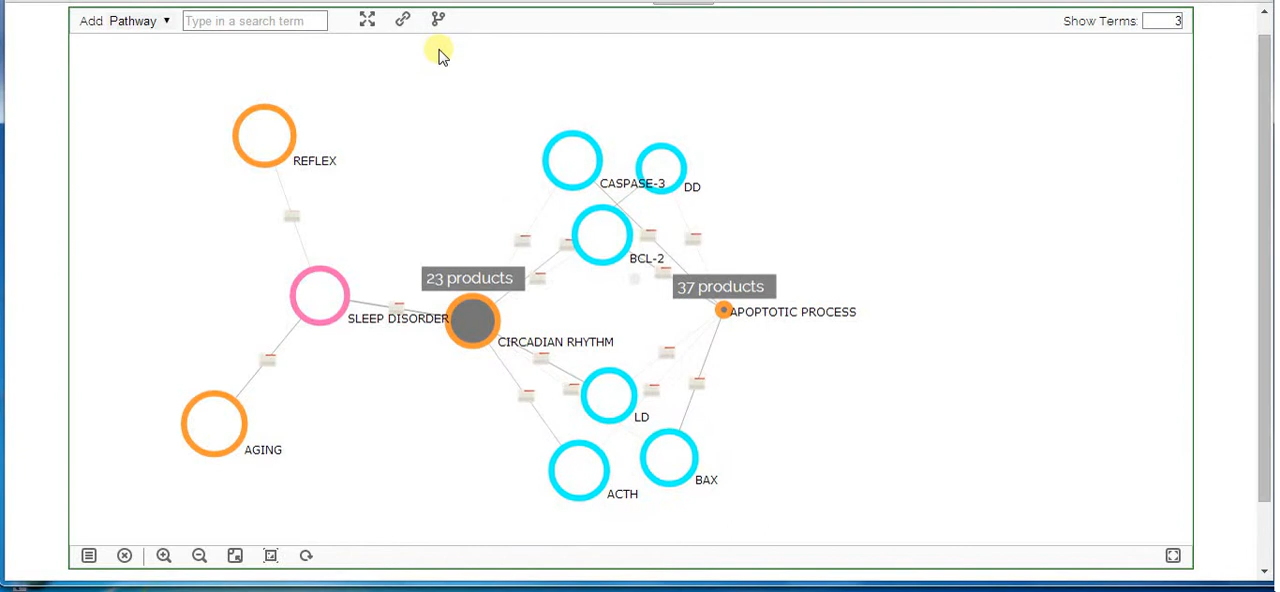 Add Pathway Type in a search term Show Terms: 3
REFLEX
CASPASE-3
DD
BCL-2
23 products
37 products
APOPTOTIC PROCESS
SLEEP DISORDER
CIRCADIAN RHYTHM
LD
AGING
BAX
ACTH